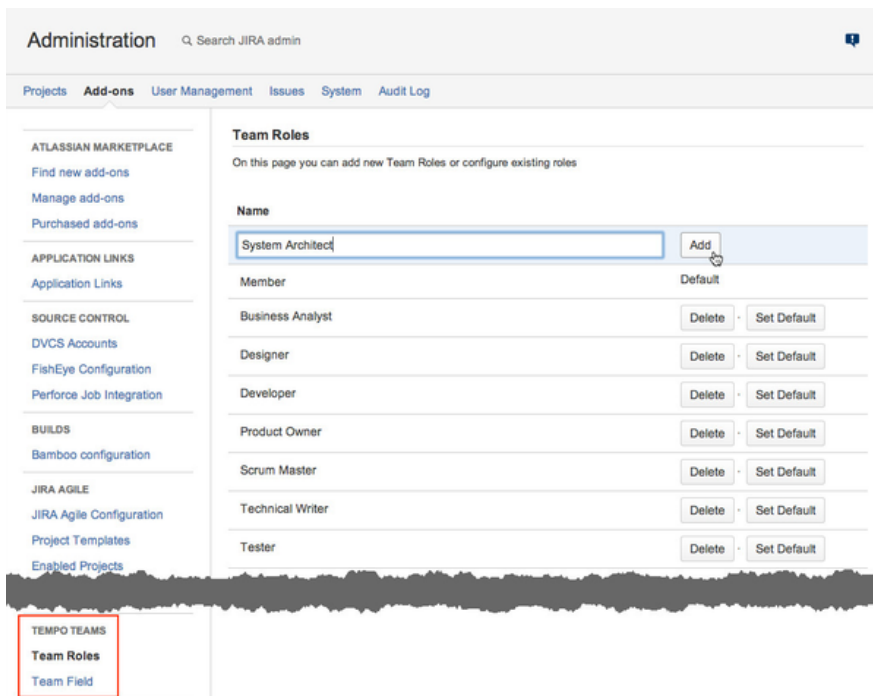 Administration Search JIRA admin
Projects Add-ons User Management Issues System Audit Log
ATLASSIAN MARKETPLACE
Find new add-ons
Manage add-ons
Purchased add-ons
APPLICATION LINKS
Application Links
SOURCE CONTROL
DVCS Accounts
FishEye Configuration
Perforce Job Integration
BUILDS
Bamboo configuration
JIRA AGILE
JIRA Agile Configuration
Project Templates
Enabled Projects
TEMPO TEAMS
Team Roles
Team Field
Team Roles
On this page you can add new Team Roles or configure existing roles
Name
System Architect Add
Member Default
Business Analyst Delete · Set Default
Designer Delete · Set Default
Developer Delete · Set Default
Product Owner Delete · Set Default
Scrum Master Delete · Set Default
Technical Writer Delete · Set Default
Tester Delete · Set Default